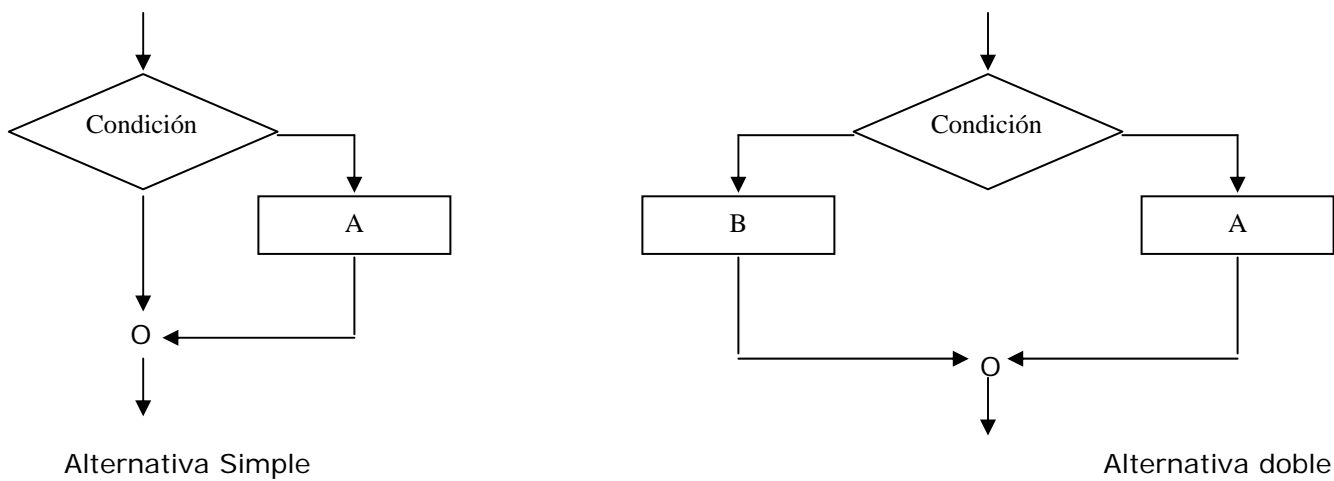 Condición
A
O
Alternativa Simple
Condición
B
A
O
Alternativa doble